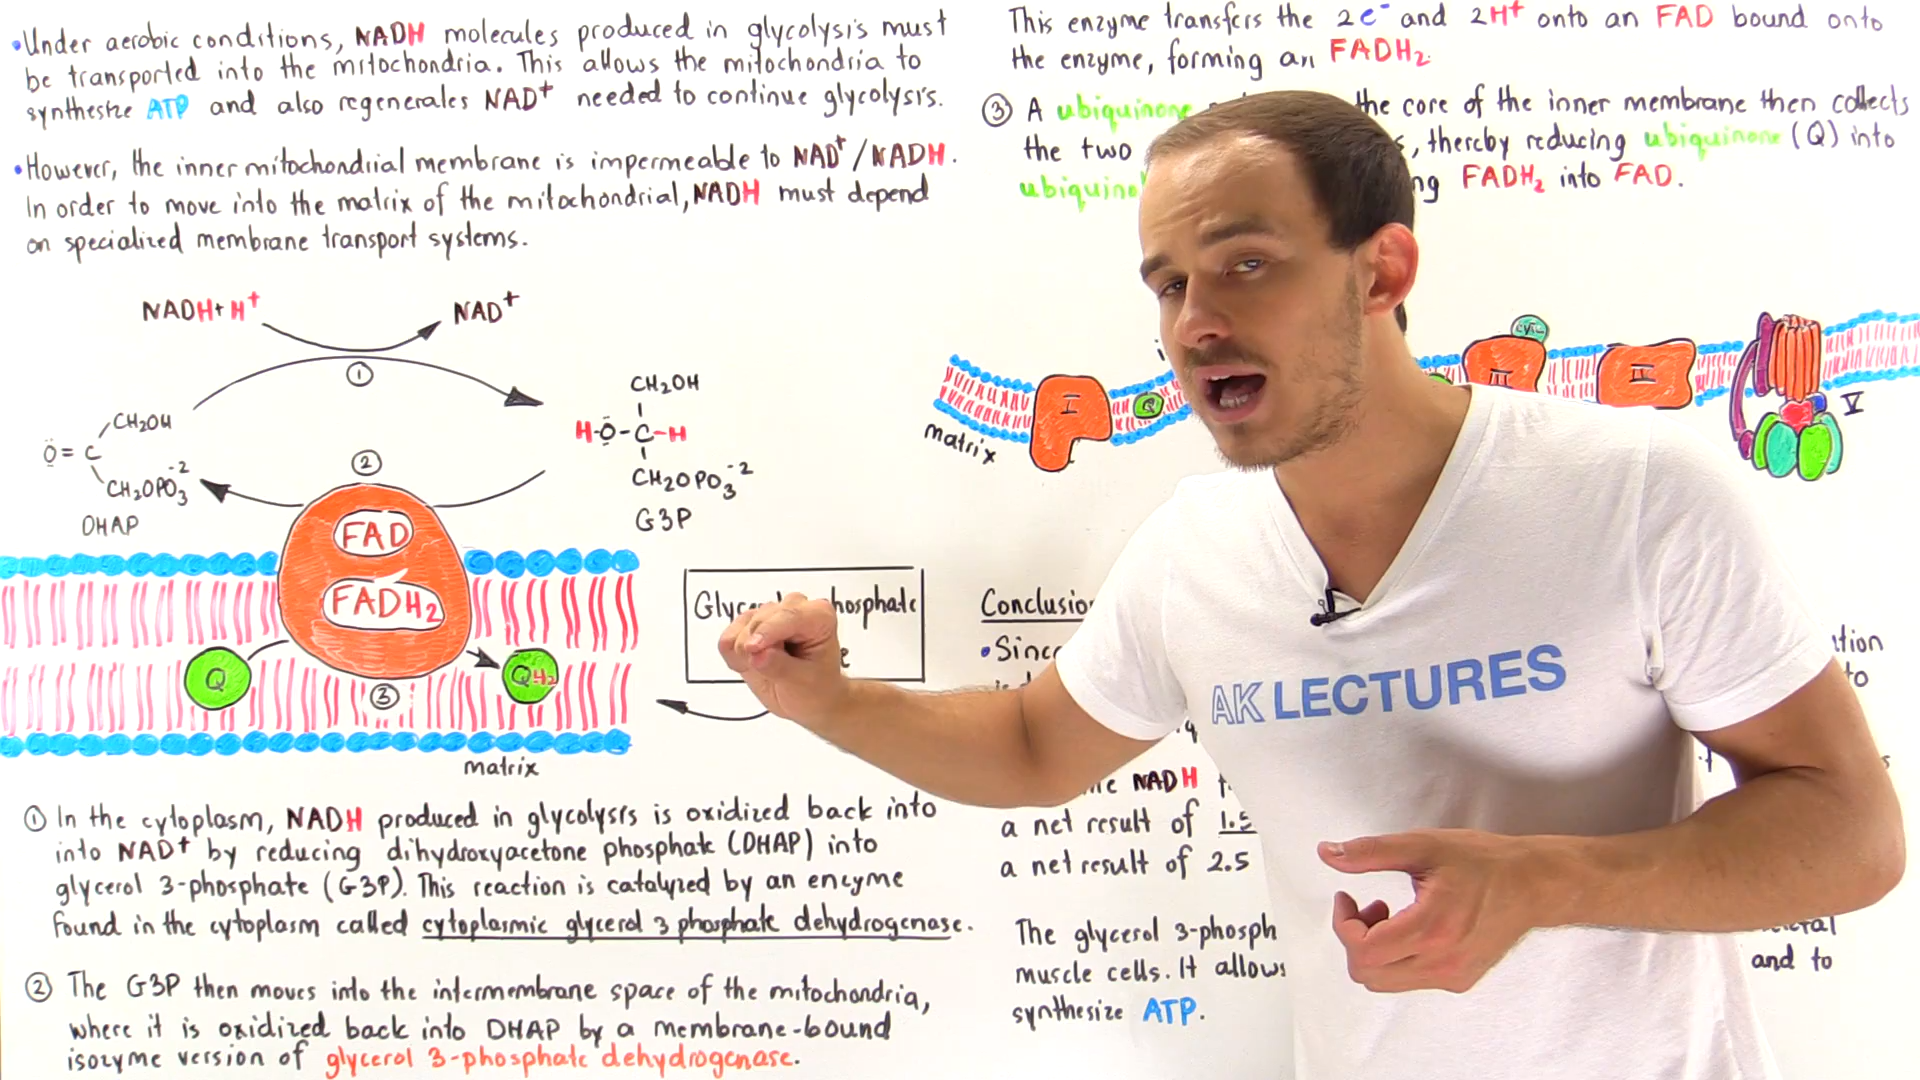 •Under aerobic conditions, NADH molecules produced in glycolysis must
be transported into the mitochondria. This allows the mitochondria to
synthesize ATP and also regenerates NAD+ needed to continue glycolysis.
•However, the inner mitochondrial membrane is impermeable to NAD+/NADH.
In order to move into the matrix of the mitochondrial, NADH must depend
on specialized membrane transport systems.
NADH+H+
NAD+
①
CH2OH
Ö=C
CH2OPO3-2
DHAP
CH2OH
H-Ö-C-H
CH2OPO3-2
G3P
②
FAD
FADH2
Q
QH2
③
matrix
hosphate
① In the cytoplasm, NADH produced in glycolysis is oxidized back into
into NAD+ by reducing dihydroxyacetone phosphate (DHAP) into
glycerol 3-phosphate (G3P). This reaction is catalyzed by an enzyme
found in the cytoplasm called cytoplasmic glycerol 3 phosphate dehydrogenase.
② The G3P then moves into the intermembrane space of the mitochondria,
where it is oxidized back into DHAP by a membrane-bound
isozyme version of glycerol 3-phosphate dehydrogenase.
This enzyme transfers the 2e- and 2H+ onto an FAD bound onto
the enzyme, forming an FADH2.
③ A ubiquinone the core of the inner membrane then collects
the two , thereby reducing ubiquinone (Q) into
FADH2 into FAD.
matrix
I
Q
III
cyt c
IV
V
Conclusio
•Since
NADH
a net result of 1.5
a net result of 2.5
The glycerol 3-phosph
muscle cells. It allows
and to
synthesize ATP.
AK LECTURES